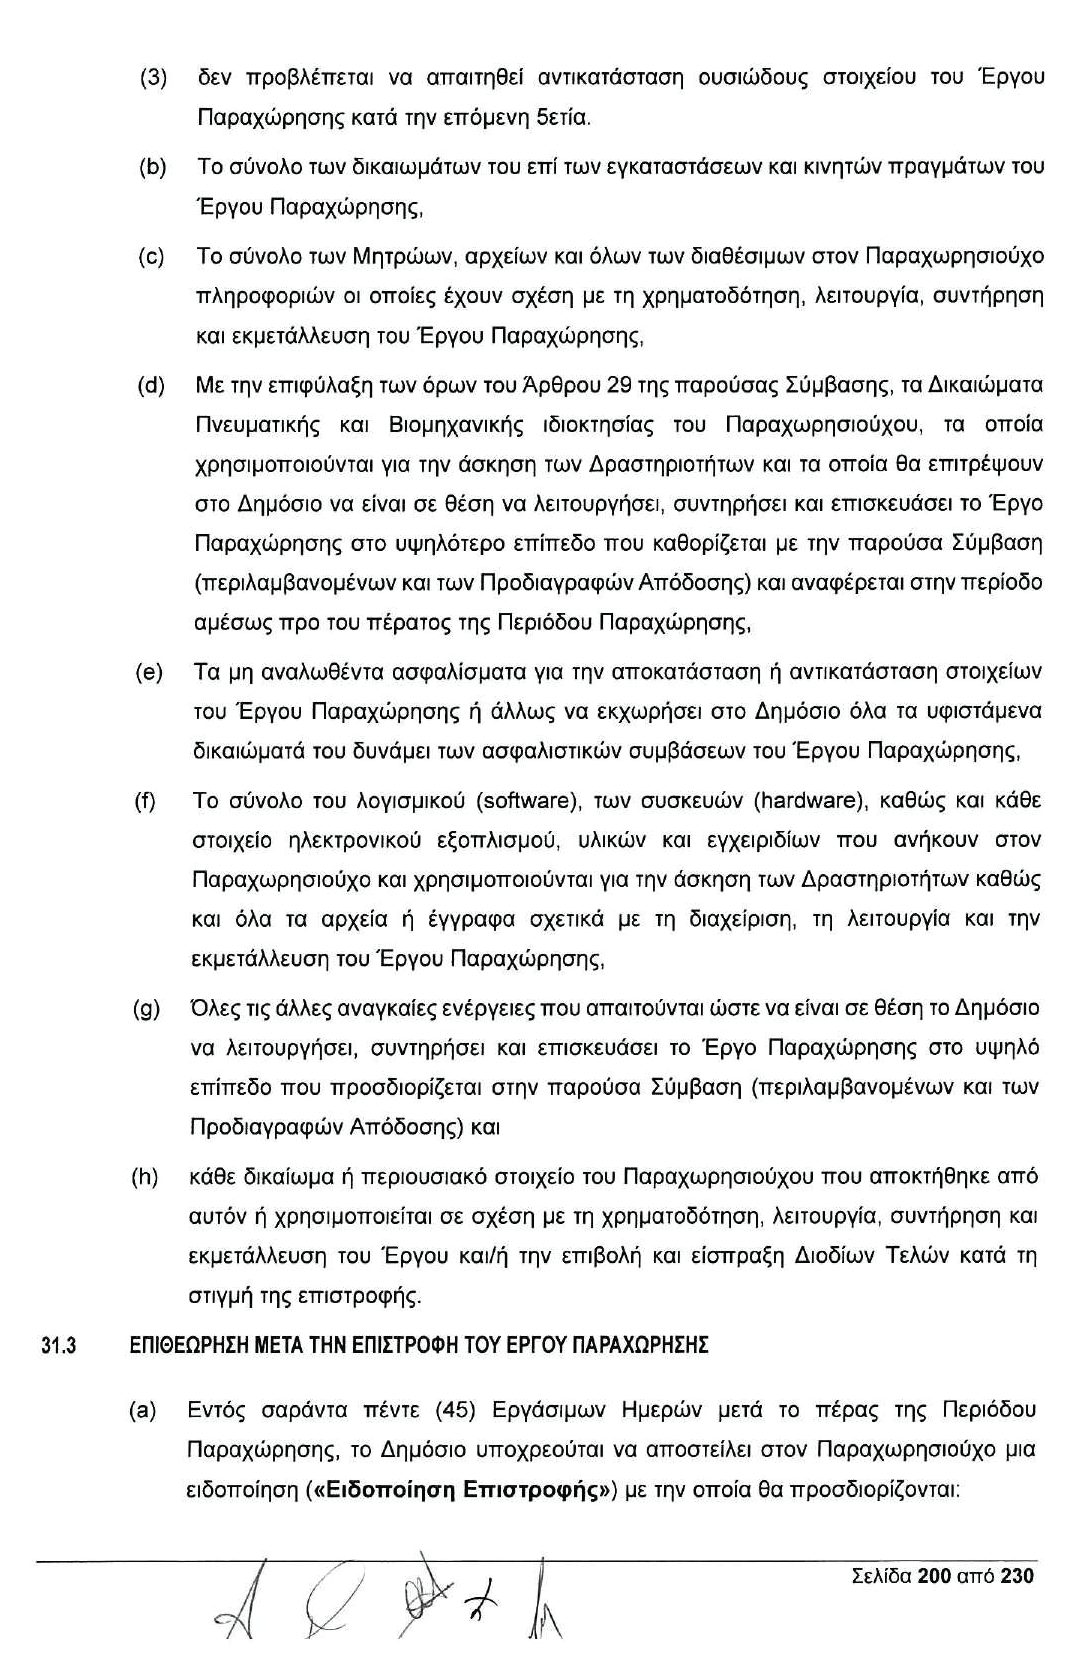 (3) δεν προβλέπεται να απαιτηθεί αντικατάσταση ουσιώδους στοιχείου του Έργου
Παραχώρησης κατά την επόμενη 5ετία.
(b) Το σύνολο των δικαιωμάτων του επί των εγκαταστάσεων και κινητών πραγμάτων του
Έργου Παραχώρησης,
(c) Το σύνολο των Μητρώων, αρχείων και όλων των διαθέσιμων στον Παραχωρησιούχο
πληροφοριών οι οποίες έχουν σχέση με τη χρηματοδότηση, λειτουργία, συντήρηση
και εκμετάλλευση του Έργου Παραχώρησης,
(d) Με την επιφύλαξη των όρων του Άρθρου 29 της παρούσας Σύμβασης, τα Δικαιώματα
Πνευματικής και Βιομηχανικής ιδιοκτησίας του Παραχωρησιούχου, τα οποία
χρησιμοποιούνται για την άσκηση των Δραστηριοτήτων και τα οποία θα επιτρέψουν
στο Δημόσιο να είναι σε θέση να λειτουργήσει, συντηρήσει και επισκευάσει το Έργο
Παραχώρησης στο υψηλότερο επίπεδο που καθορίζεται με την παρούσα Σύμβαση
(περιλαμβανομένων και των Προδιαγραφών Απόδοσης) και αναφέρεται στην περίοδο
αμέσως προ του πέρατος της Περιόδου Παραχώρησης,
(e) Τα μη αναλωθέντα ασφαλίσματα για την αποκατάσταση ή αντικατάσταση στοιχείων
του Έργου Παραχώρησης ή άλλως να εκχωρήσει στο Δημόσιο όλα τα υφιστάμενα
δικαιώματά του δυνάμει των ασφαλιστικών συμβάσεων του Έργου Παραχώρησης,
(f) Το σύνολο του λογισμικού (software), των συσκευών (hardware), καθώς και κάθε
στοιχείο ηλεκτρονικού εξοπλισμού, υλικών και εγχειριδίων που ανήκουν στον
Παραχωρησιούχο και χρησιμοποιούνται για την άσκηση των Δραστηριοτήτων καθώς
και όλα τα αρχεία ή έγγραφα σχετικά με τη διαχείριση, τη λειτουργία και την
εκμετάλλευση του Έργου Παραχώρησης,
(g) Όλες τις άλλες αναγκαίες ενέργειες που απαιτούνται ώστε να είναι σε θέση το Δημόσιο
να λειτουργήσει, συντηρήσει και επισκευάσει το Έργο Παραχώρησης στο υψηλό
επίπεδο που προσδιορίζεται στην παρούσα Σύμβαση (περιλαμβανομένων και των
Προδιαγραφών Απόδοσης) και
(h) κάθε δικαίωμα ή περιουσιακό στοιχείο του Παραχωρησιούχου που αποκτήθηκε από
αυτόν ή χρησιμοποιείται σε σχέση με τη χρηματοδότηση, λειτουργία, συντήρηση και
εκμετάλλευση του Έργου και/ή την επιβολή και είσπραξη Διοδίων Τελών κατά τη
στιγμή της επιστροφής.
31.3 ΕΠΙΘΕΩΡΗΣΗ ΜΕΤΑ ΤΗΝ ΕΠΙΣΤΡΟΦΗ ΤΟΥ ΕΡΓΟΥ ΠΑΡΑΧΩΡΗΣΗΣ
(a) Εντός σαράντα πέντε (45) Εργάσιμων Ημερών μετά το πέρας της Περιόδου
Παραχώρησης, το Δημόσιο υποχρεούται να αποστείλει στον Παραχωρησιούχο μια
ειδοποίηση («Ειδοποίηση Επιστροφής») με την οποία θα προσδιορίζονται:
Σελίδα 200 από 230